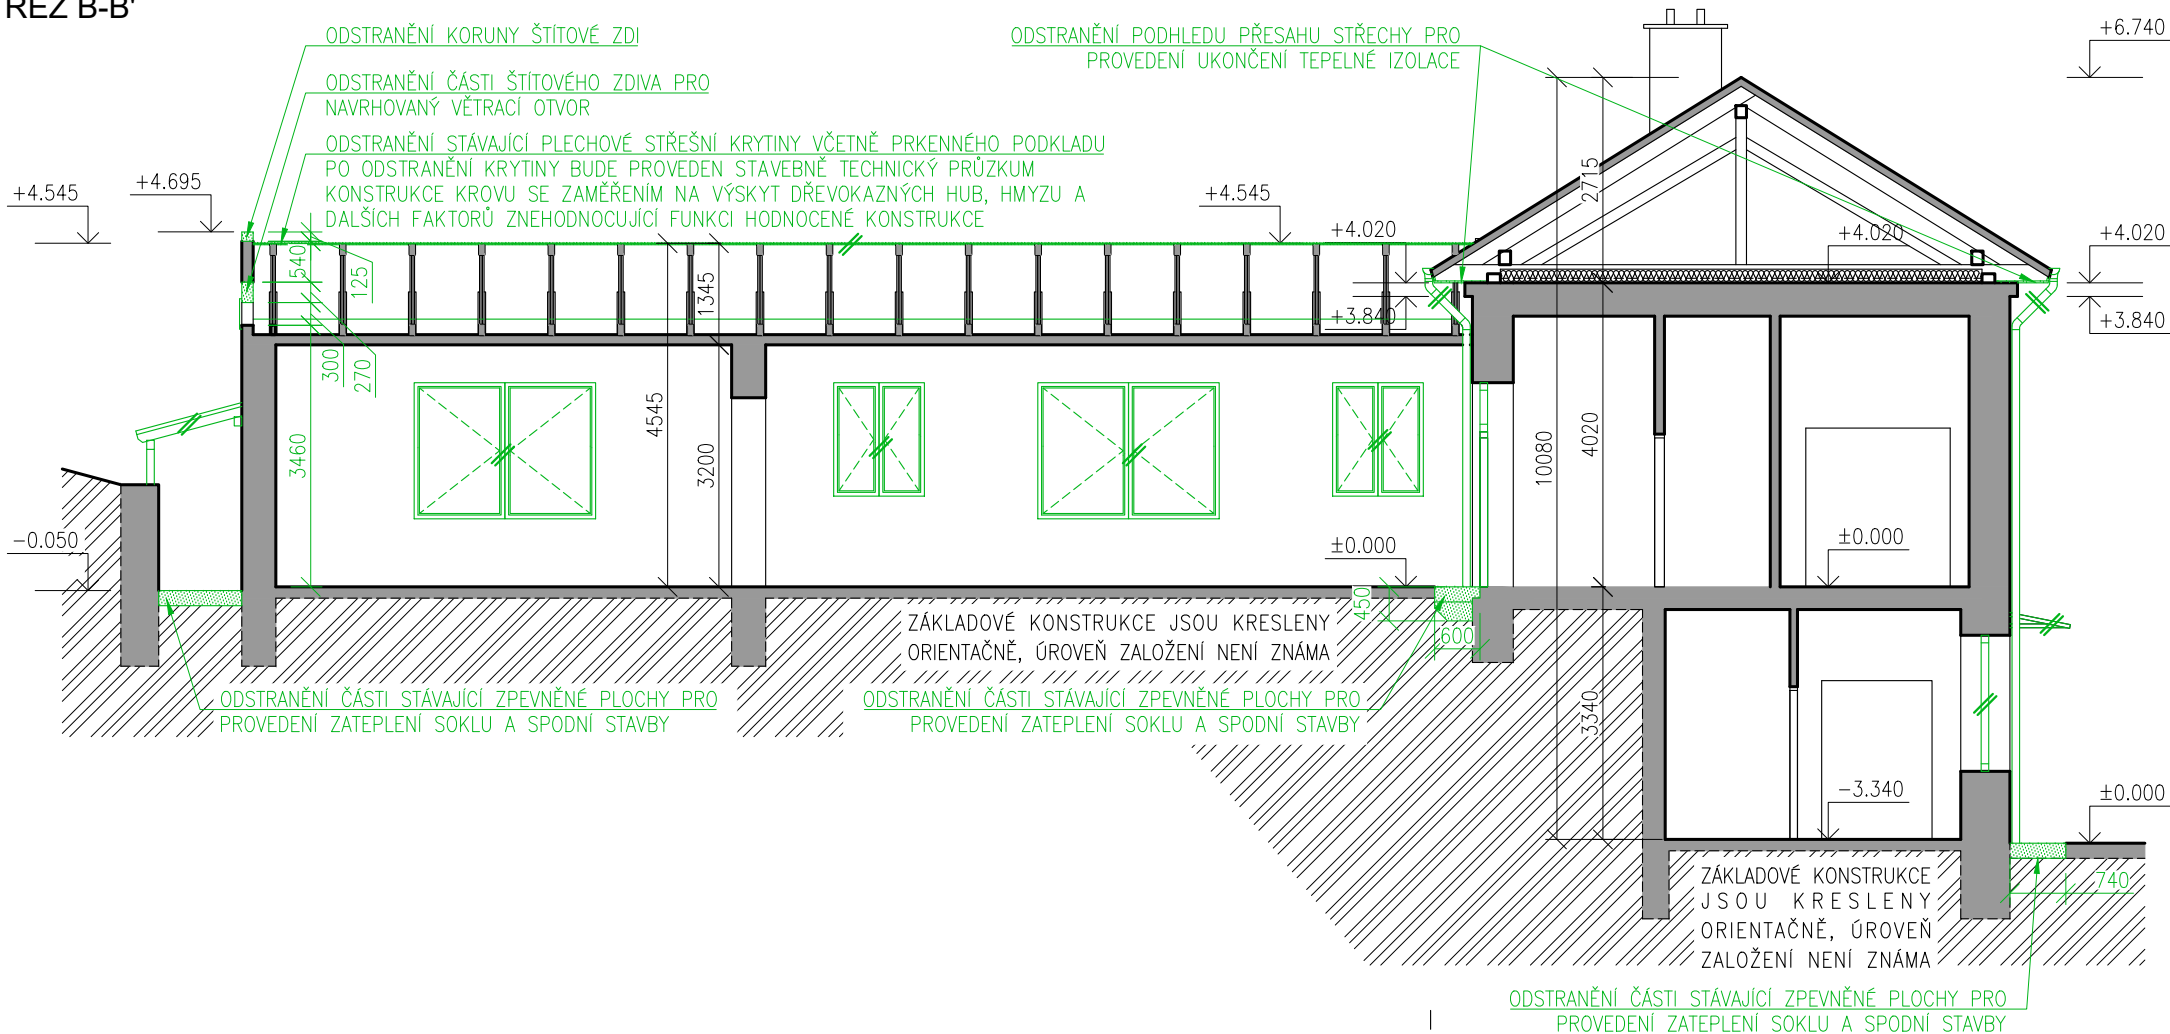 ŘEZ B-B'
ODSTRANĚNÍ KORUNY ŠTÍTOVÉ ZDI
ODSTRANĚNÍ ČÁSTI ŠTÍTOVÉHO ZDIVA PRO
NAVRHOVANÝ VĚTRACÍ OTVOR
ODSTRANĚNÍ STÁVAJÍCÍ PLECHOVÉ STŘEŠNÍ KRYTINY VČETNĚ PRKENNÉHO PODKLADU
PO ODSTRANĚNÍ KRYTINY BUDE PROVEDEN STAVEBNĚ TECHNICKÝ PRŮZKUM
KONSTRUKCE KROVU SE ZAMĚŘENÍM NA VÝSKYT DŘEVOKAZNÝCH HUB, HMYZU A
DALŠÍCH FAKTORŮ ZNEHODNOCUJÍCÍ FUNKCI HODNOCENÉ KONSTRUKCE
ODSTRANĚNÍ PODHLEDU PŘESAHU STŘECHY PRO
PROVEDENÍ UKONČENÍ TEPELNÉ IZOLACE
+6.740
+4.545
+4.695
+4.545
+4.020
+4.020
+4.020
+3.840
+3.840
2715
540
125
1345
300
270
3460
4545
3200
10080
4020
-0.050
±0.000
±0.000
450
600
ZÁKLADOVÉ KONSTRUKCE JSOU KRESLENY
ORIENTAČNĚ, ÚROVEŇ ZALOŽENÍ NENÍ ZNÁMA
ODSTRANĚNÍ ČÁSTI STÁVAJÍCÍ ZPEVNĚNÉ PLOCHY PRO
PROVEDENÍ ZATEPLENÍ SOKLU A SPODNÍ STAVBY
ODSTRANĚNÍ ČÁSTI STÁVAJÍCÍ ZPEVNĚNÉ PLOCHY PRO
PROVEDENÍ ZATEPLENÍ SOKLU A SPODNÍ STAVBY
3340
-3.340
±0.000
740
ZÁKLADOVÉ KONSTRUKCE
JSOU KRESLENY
ORIENTAČNĚ, ÚROVEŇ
ZALOŽENÍ NENÍ ZNÁMA
ODSTRANĚNÍ ČÁSTI STÁVAJÍCÍ ZPEVNĚNÉ PLOCHY PRO
PROVEDENÍ ZATEPLENÍ SOKLU A SPODNÍ STAVBY